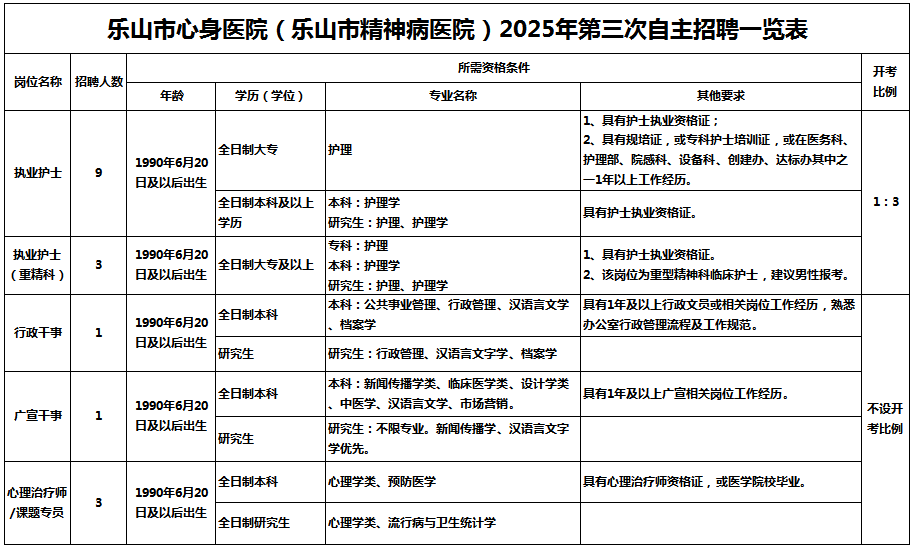 乐山市心身医院（乐山市精神病医院）2025年第三次自主招聘一览表
岗位名称
招聘人数
所需资格条件
开考
比例
年龄
学历（学位）
专业名称
其他要求
执业护士
9
1990年6月20
日及以后出生
全日制大专
护理
1、具有护士执业资格证；
2、具有规培证，或专科护士培训证，或在医务科、
护理部、院感科、设备科、创建办、达标办其中之
一1年以上工作经历。
1：3
全日制本科及以上
学历
本科：护理学
研究生：护理、护理学
具有护士执业资格证。
执业护士
（重精科）
3
1990年6月20
日及以后出生
全日制大专及以上
专科：护理
本科：护理学
研究生：护理、护理学
1、具有护士执业资格证。
2、该岗位为重型精神科临床护士，建议男性报考。
行政干事
1
1990年6月20
日及以后出生
全日制本科
本科：公共事业管理、行政管理、汉语言文学
、档案学
具有1年及以上行政文员或相关岗位工作经历，熟悉
办公室行政管理流程及工作规范。
不设开
考比例
研究生
研究生：行政管理、汉语言文字学、档案学
广宣干事
1
1990年6月20
日及以后出生
全日制本科
本科：新闻传播学类、临床医学类、设计学类
、中医学、汉语言文学、市场营销。
具有1年及以上广宣相关岗位工作经历。
研究生
研究生：不限专业。新闻传播学、汉语言文字
学优先。
心理治疗师
/课题专员
3
1990年6月20
日及以后出生
全日制本科
心理学类、预防医学
具有心理治疗师资格证，或医学院校毕业。
全日制研究生
心理学类、流行病与卫生统计学